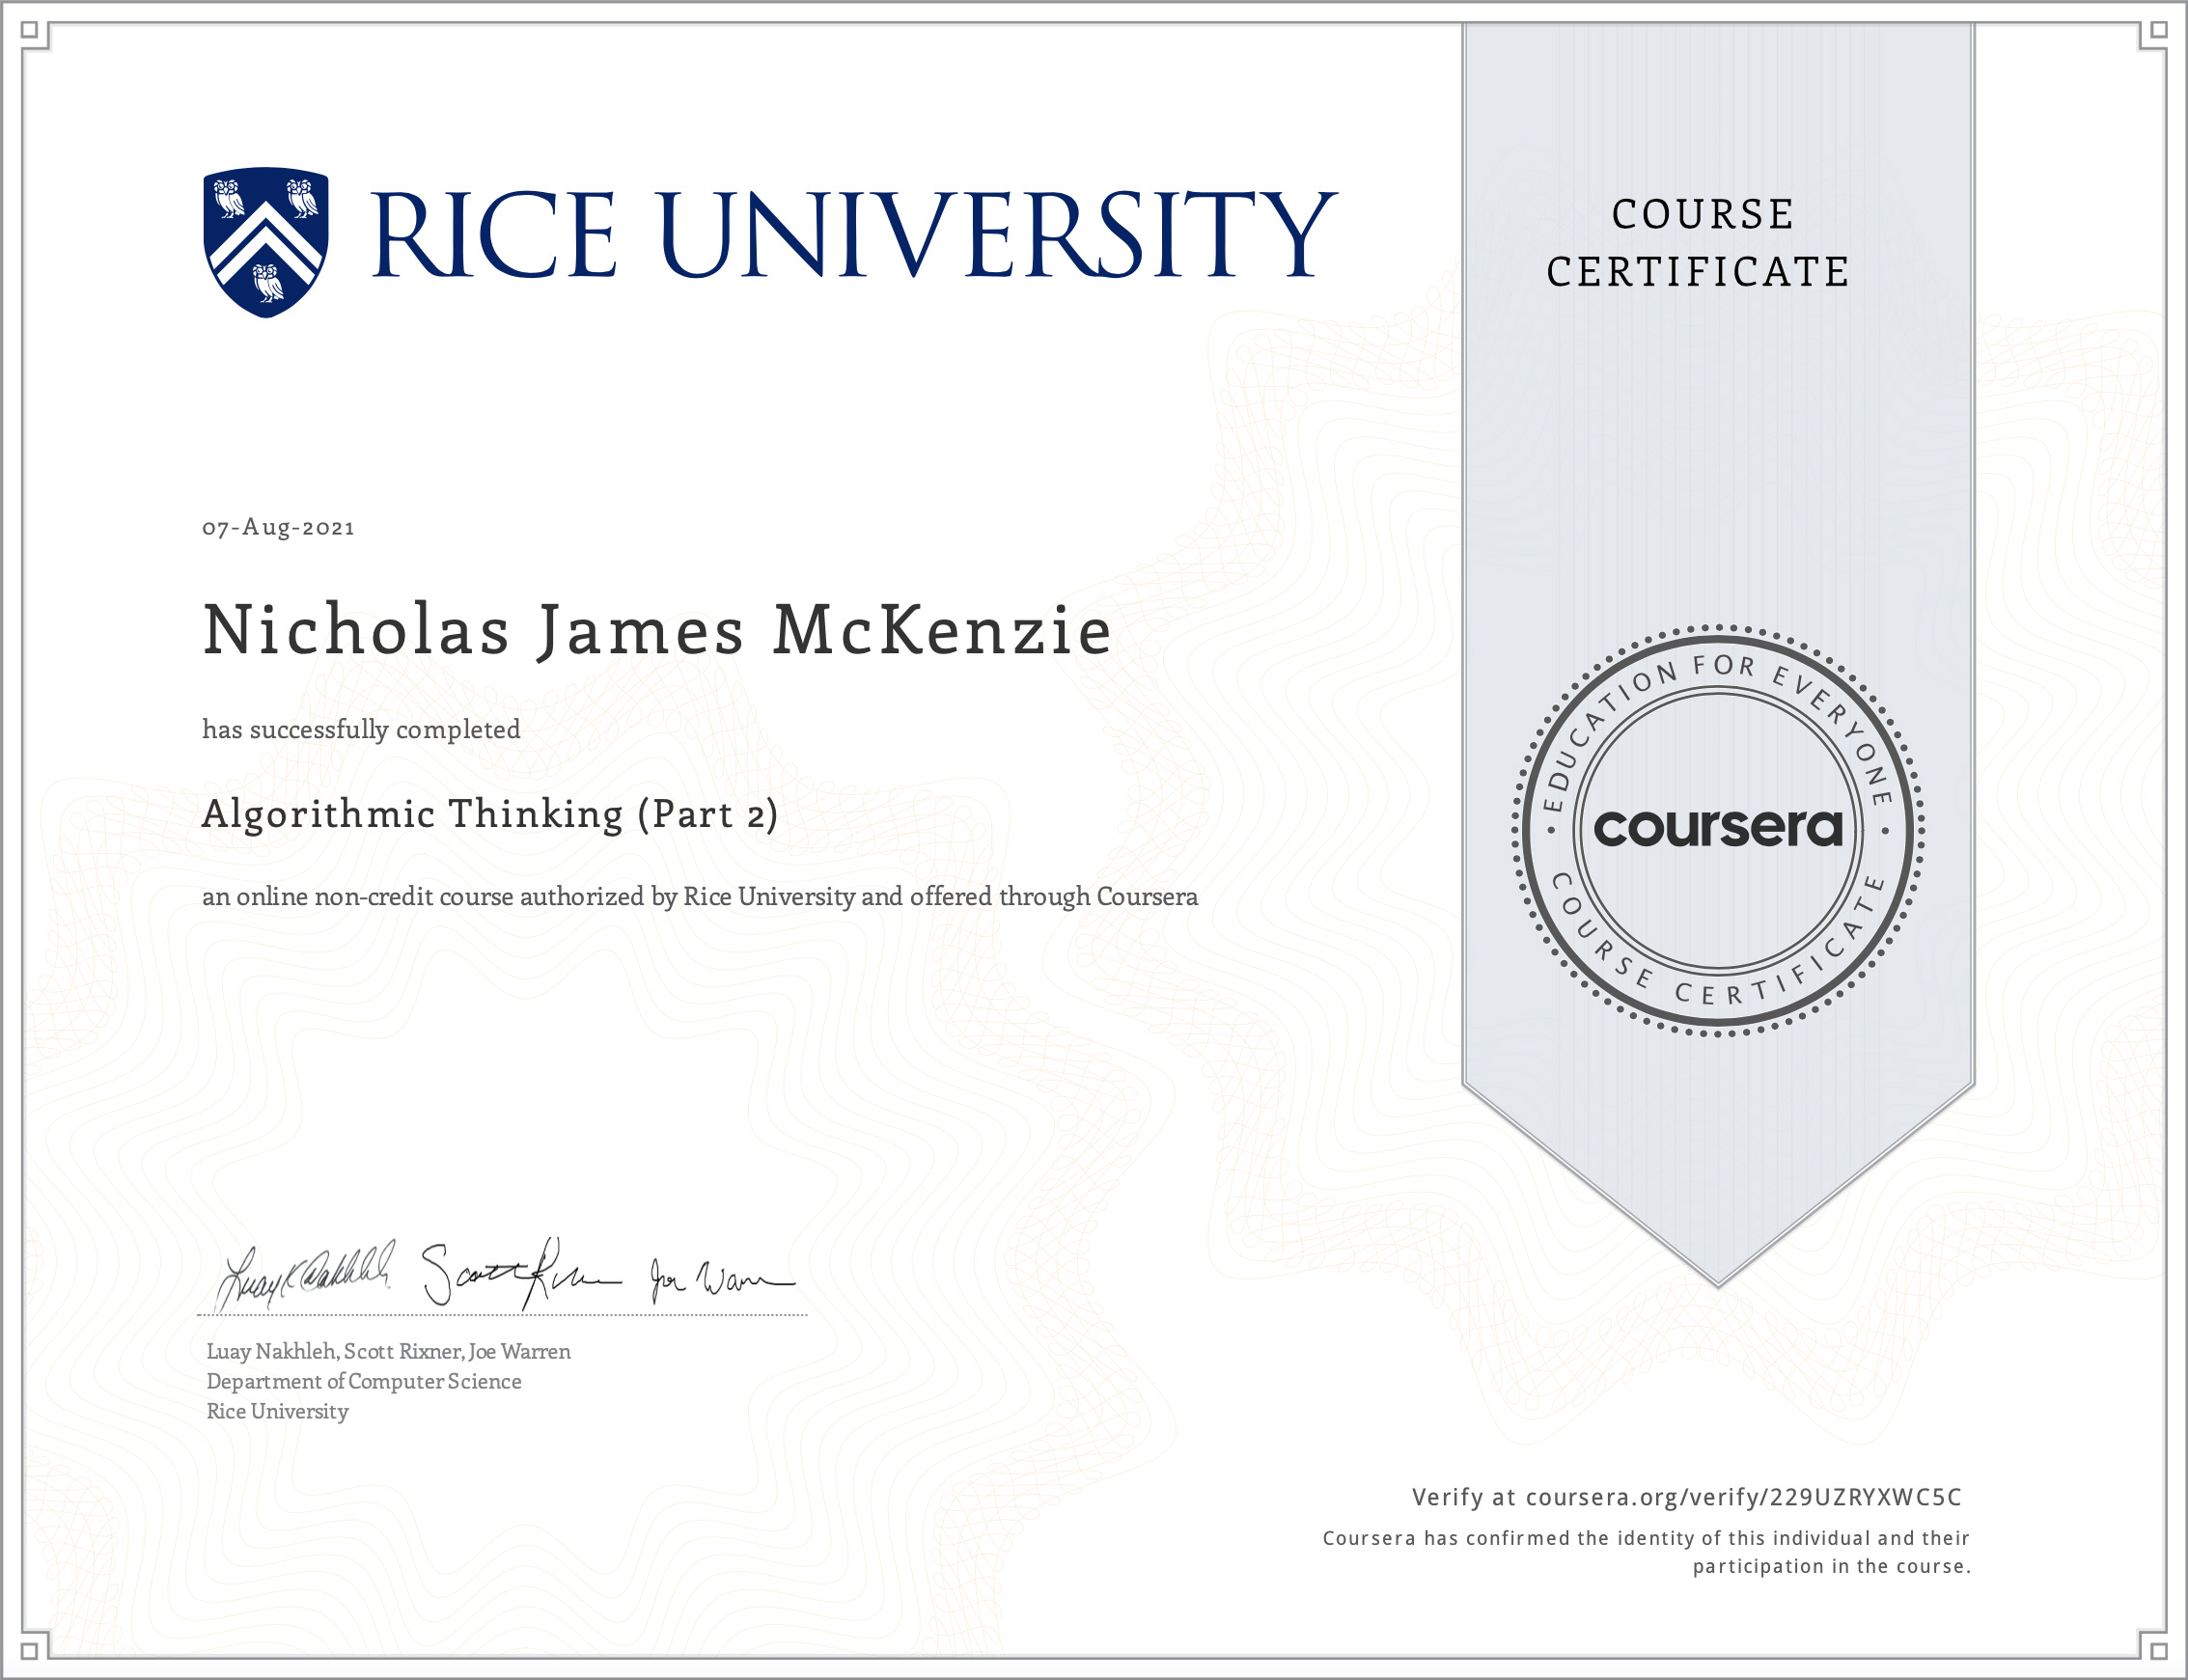 RICE UNIVERSITY
COURSE
CERTIFICATE
07-Aug-2021
Nicholas James McKenzie
has successfully completed
Algorithmic Thinking (Part 2)
an online non-credit course authorized by Rice University and offered through Coursera
EDUCATION FOR EVERYONE
coursera
COURSE CERTIFICATE
Luay K Nakhleh Scott Rixner Joe Warren
Luay Nakhleh, Scott Rixner, Joe Warren
Department of Computer Science
Rice University
Verify at coursera.org/verify/229UZRYXWC5C
Coursera has confirmed the identity of this individual and their
participation in the course.